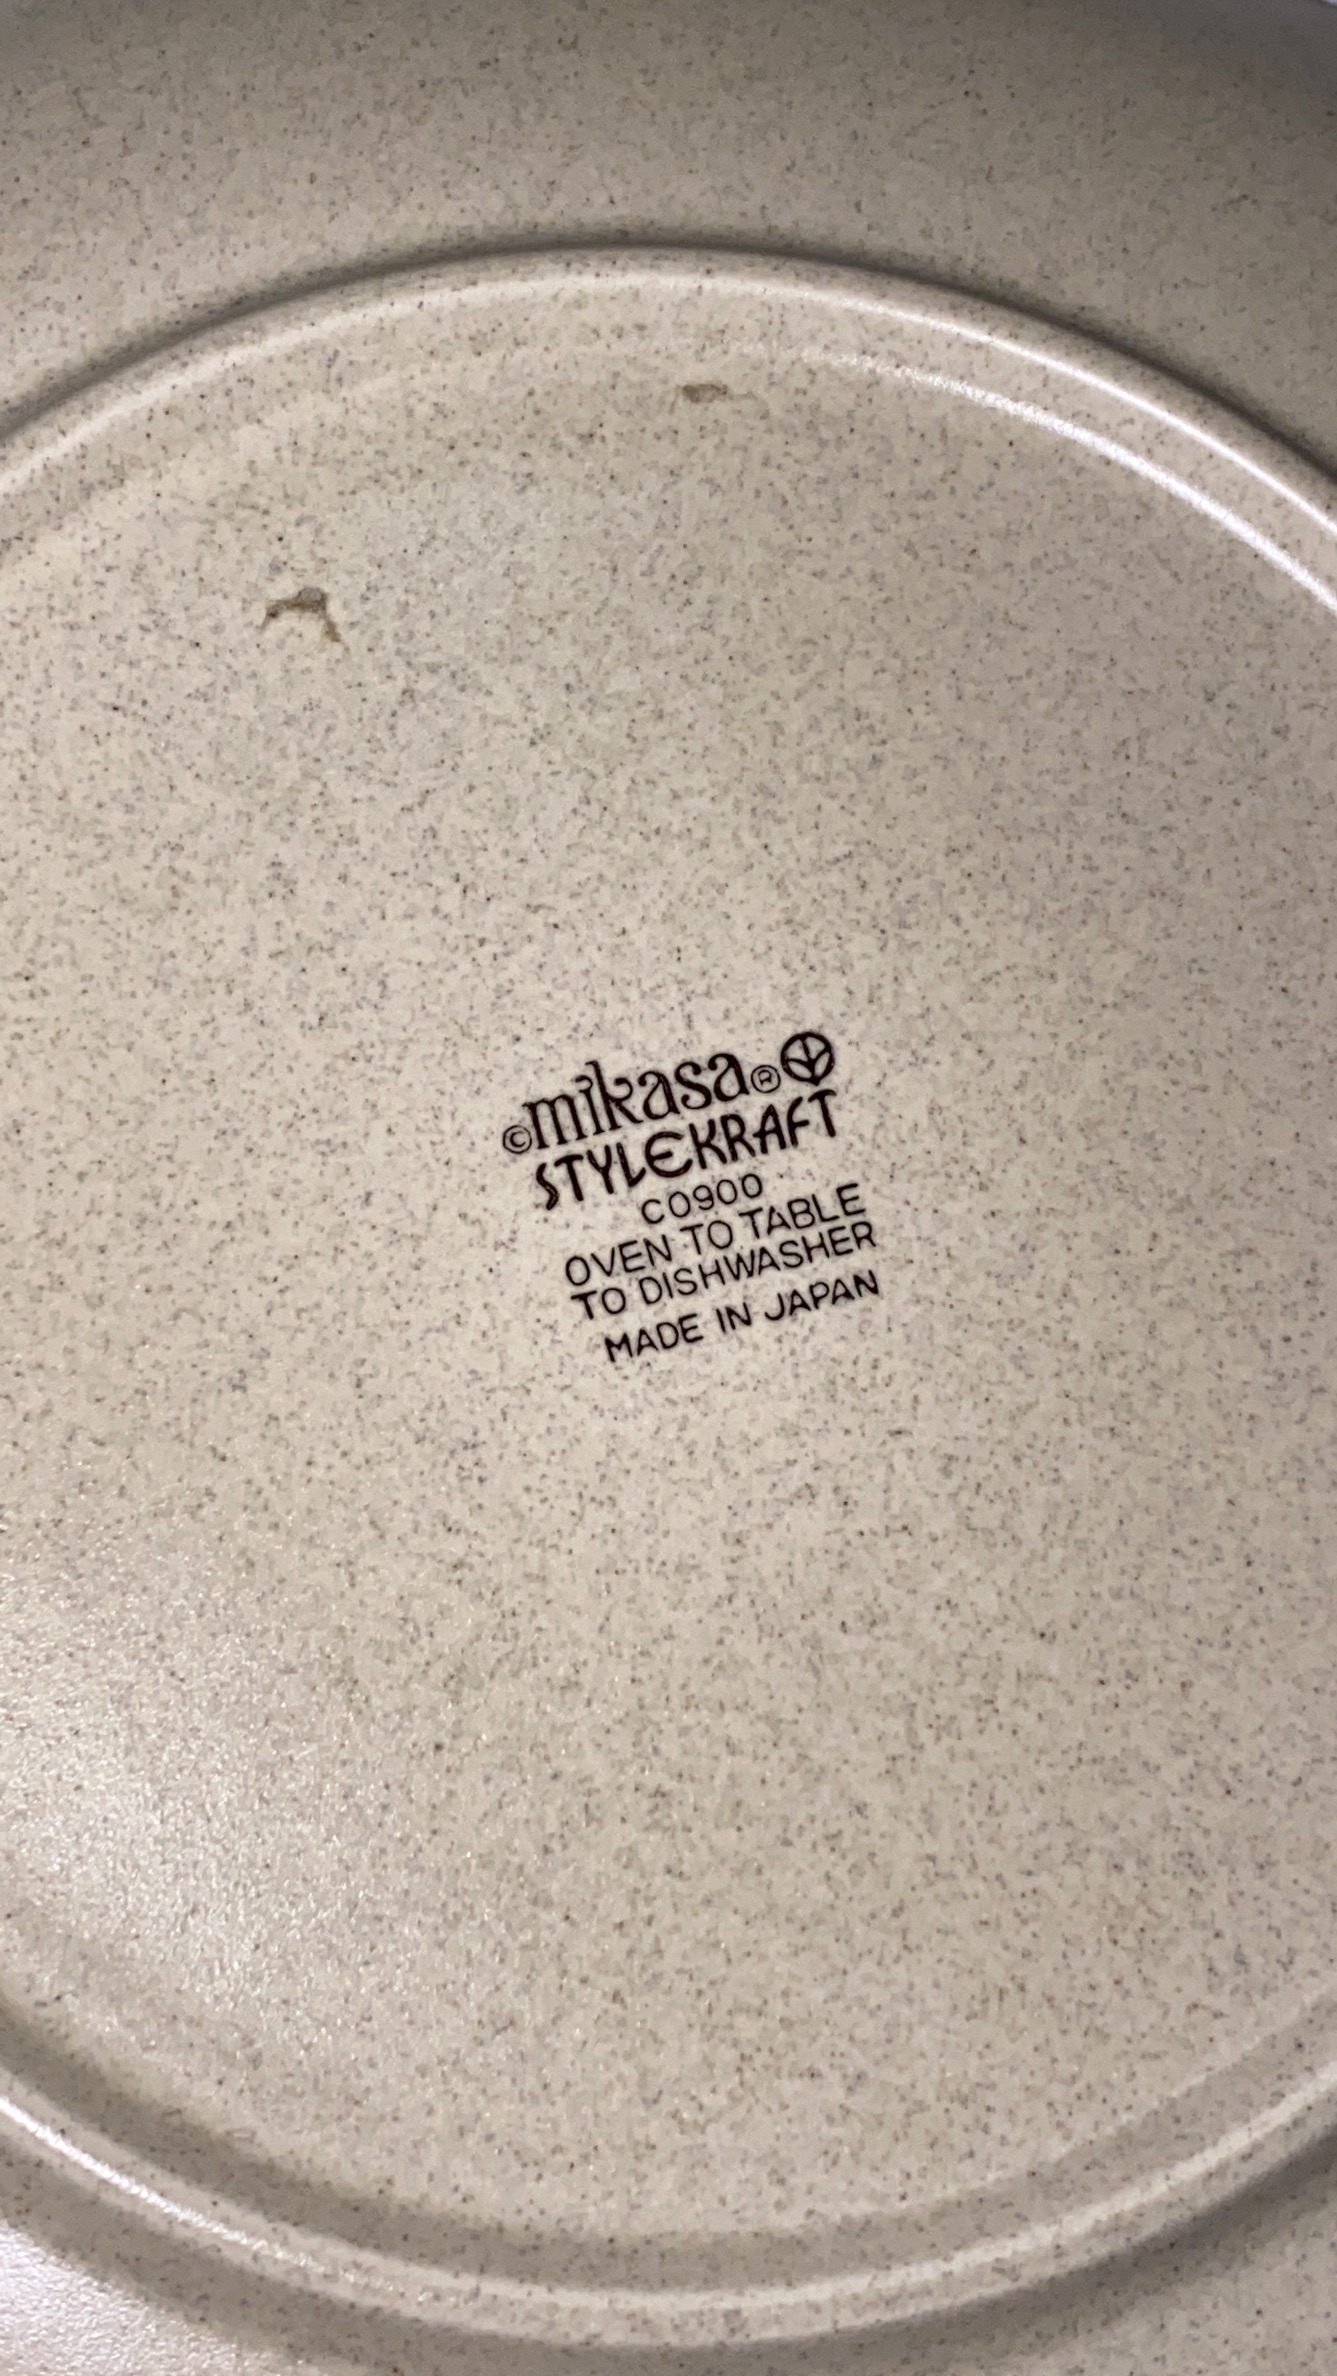 ©mikasa®
STYLEKRAFT
C0900
OVEN TO TABLE
TO DISHWASHER
MADE IN JAPAN